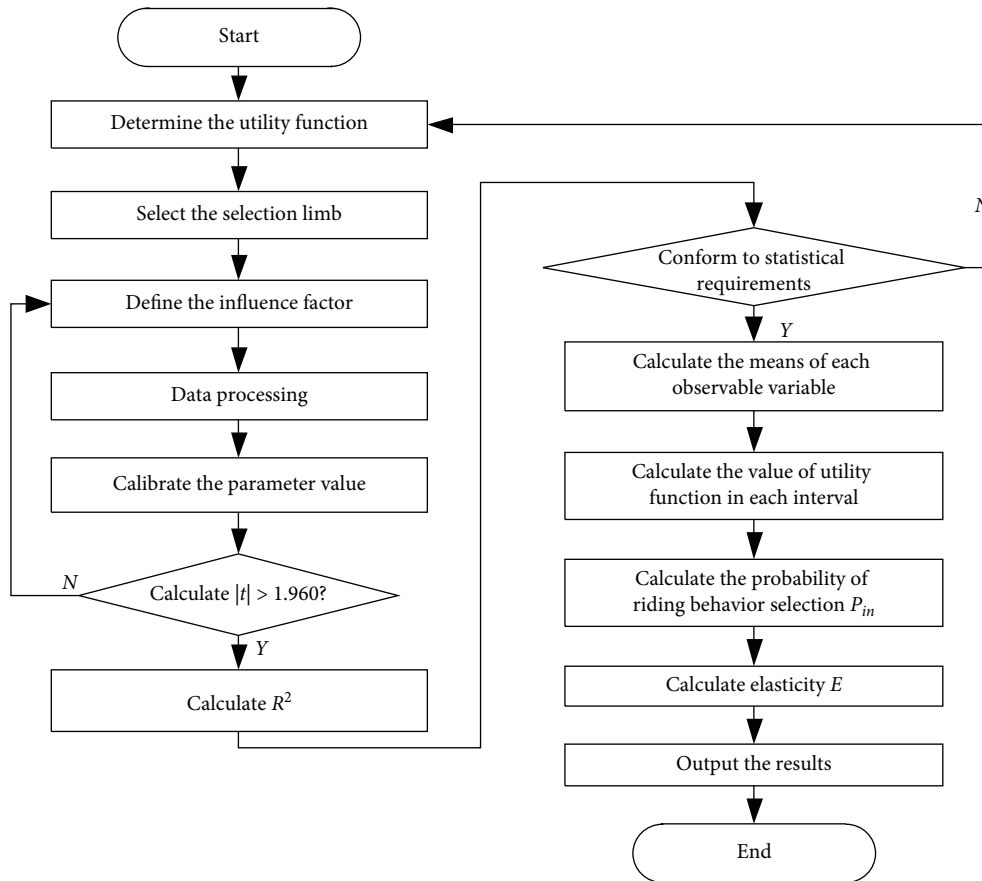 Start
Determine the utility function
Select the selection limb
Define the influence factor
Data processing
Calibrate the parameter value
N
Calculate |t| > 1.960?
Y
Calculate R²
N
Conform to statistical
requirements
Y
Calculate the means of each
observable variable
Calculate the value of utility
function in each interval
Calculate the probability of
riding behavior selection P_in
Calculate elasticity E
Output the results
End